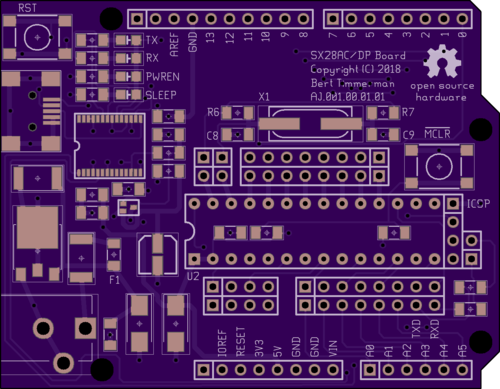 RST
TX
RX
PWREN
SLEEP
AREF
GND
13
12
11
10
9
8
7
6
5
4
3
2
1
0
SX28AC/DP Board
Copyright (C) 2018
Bert Timmerman
AJ.001.00.01.01
open source
hardware
X1
R6
R7
C8
C9
MCLR
ICSP
U2
F1
IOREF
RESET
3V3
5V
GND
GND
VIN
TXD
RXD
A0
A1
A2
A3
A4
A5